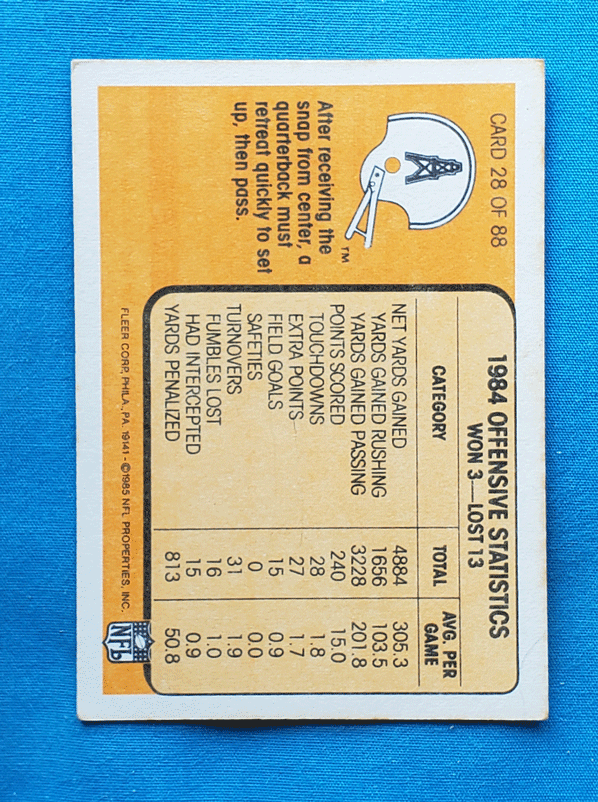 CARD 28 OF 88
TM
After receiving the
snap from center, a
quarterback must
retreat quickly to set
up, then pass.
1984 OFFENSIVE STATISTICS
WON 3—LOST 13
CATEGORY TOTAL AVG. PER GAME
NET YARDS GAINED 4884 305.3
YARDS GAINED RUSHING 1656 103.5
YARDS GAINED PASSING 3228 201.8
POINTS SCORED 240 15.0
TOUCHDOWNS 28 1.8
EXTRA POINTS 27 1.7
FIELD GOALS 15 0.9
SAFETIES 0 0.0
TURNOVERS 31 1.9
FUMBLES LOST 16 1.0
HAD INTERCEPTED 15 0.9
YARDS PENALIZED 813 50.8
FLEER CORP., PHILA., PA. 19141 - ©1985 NFL PROPERTIES, INC.
NFL